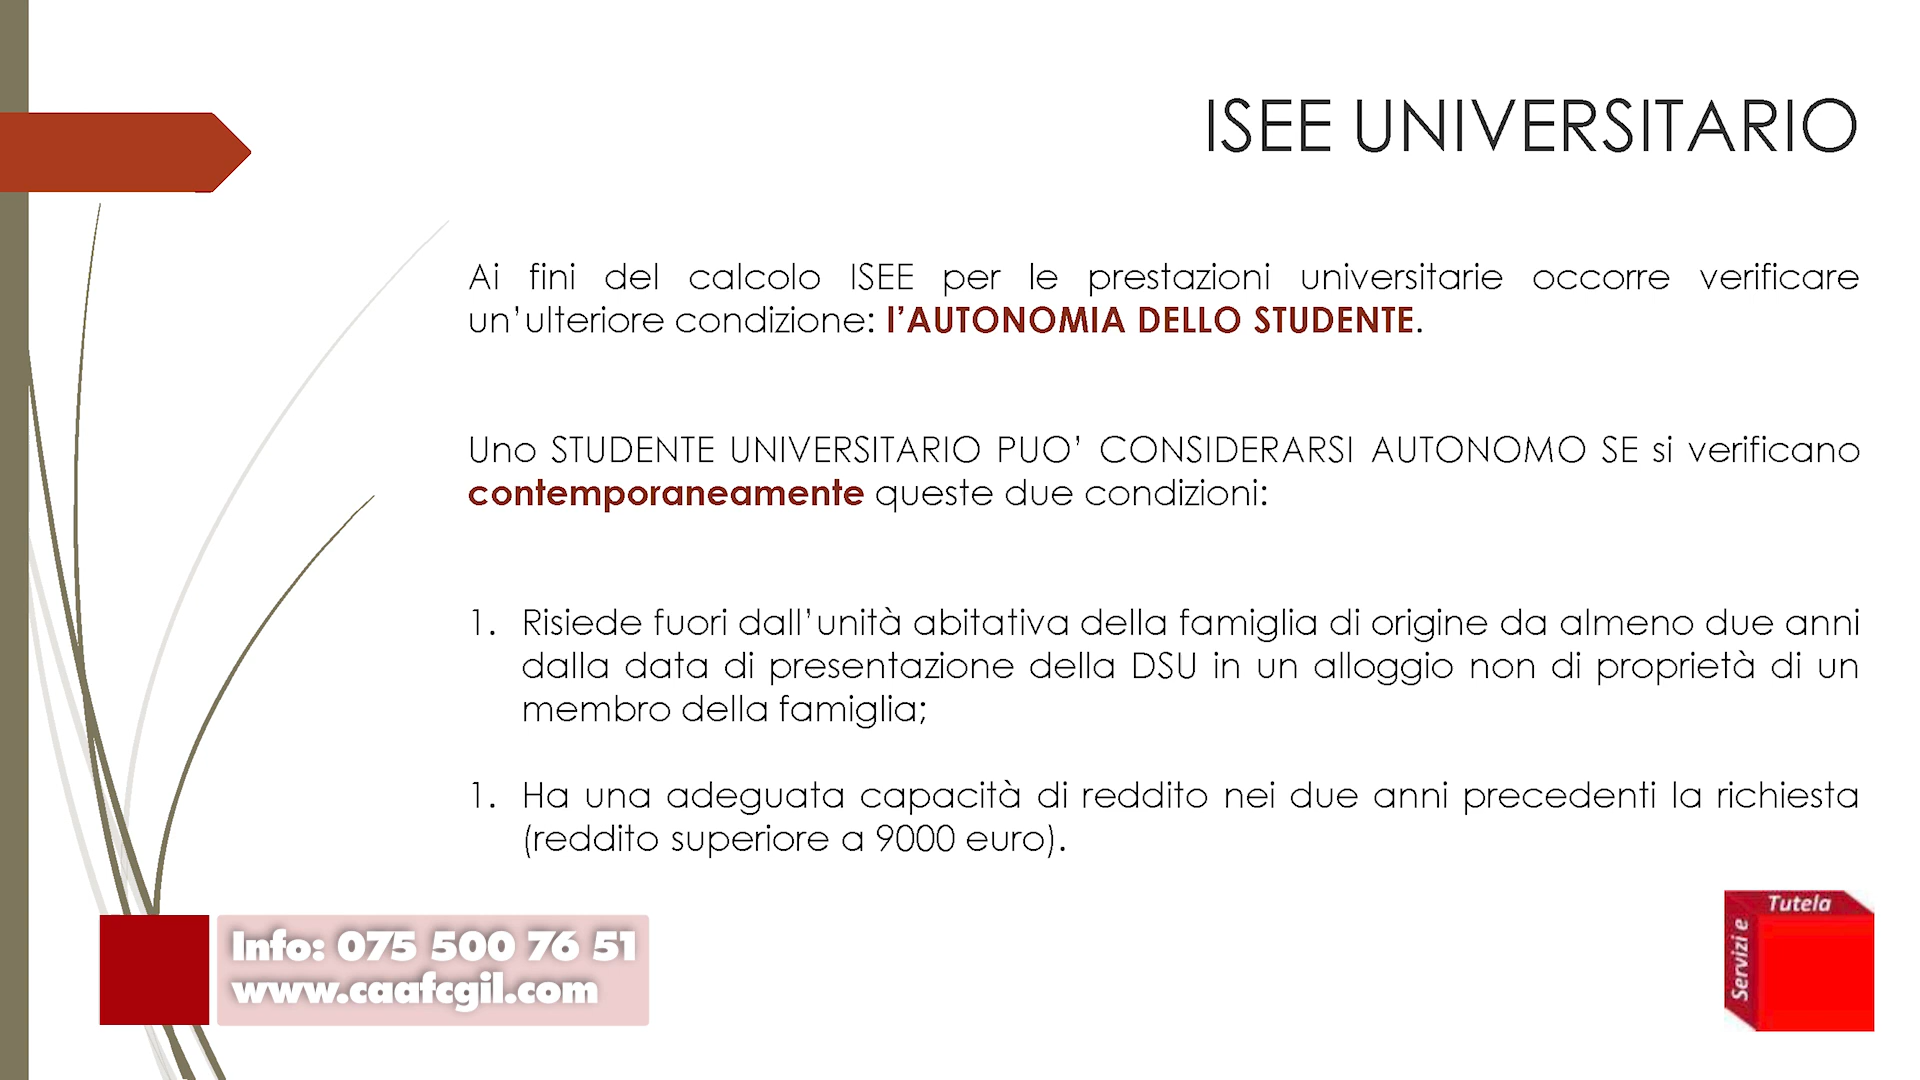 ISEE UNIVERSITARIO
Ai fini del calcolo ISEE per le prestazioni universitarie occorre verificare
un’ulteriore condizione: l’AUTONOMIA DELLO STUDENTE.
Uno STUDENTE UNIVERSITARIO PUO’ CONSIDERARSI AUTONOMO SE si verificano
contemporaneamente queste due condizioni:
1. Risiede fuori dall’unità abitativa della famiglia di origine da almeno due anni
dalla data di presentazione della DSU in un alloggio non di proprietà di un
membro della famiglia;
1. Ha una adeguata capacità di reddito nei due anni precedenti la richiesta
(reddito superiore a 9000 euro).
Info: 075 500 76 51
www.caafcgil.com
Servizi e
Tutela